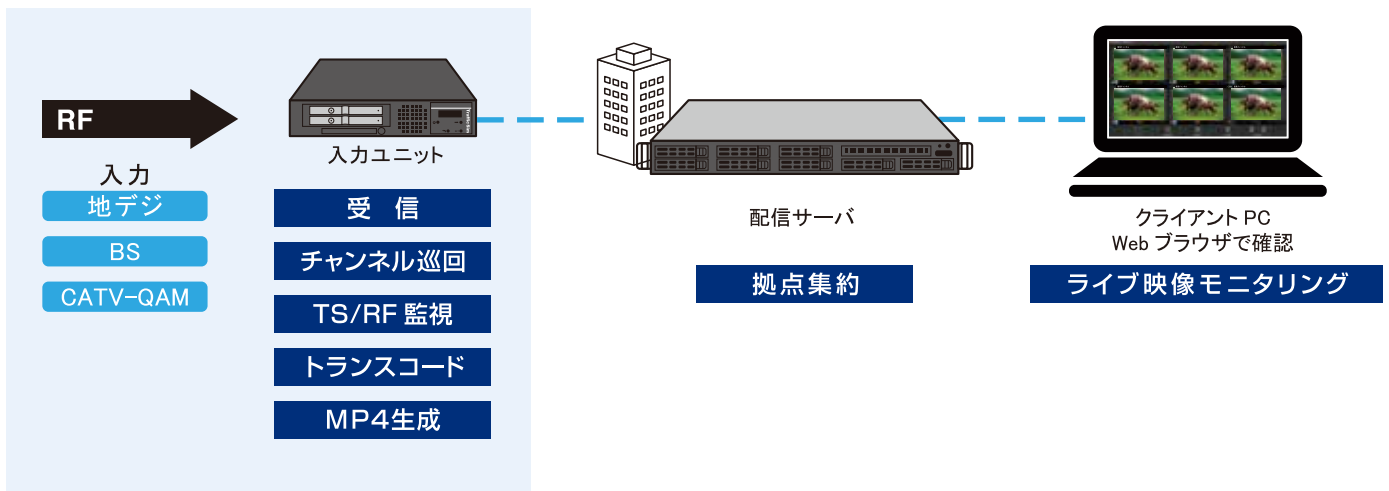 RF
入力
地デジ
BS
CATV-QAM
入力ユニット
受 信
チャンネル巡回
TS/RF 監視
トランスコード
MP4生成
配信サーバ
拠点集約
クライアント PC
Web ブラウザで確認
ライブ映像モニタリング